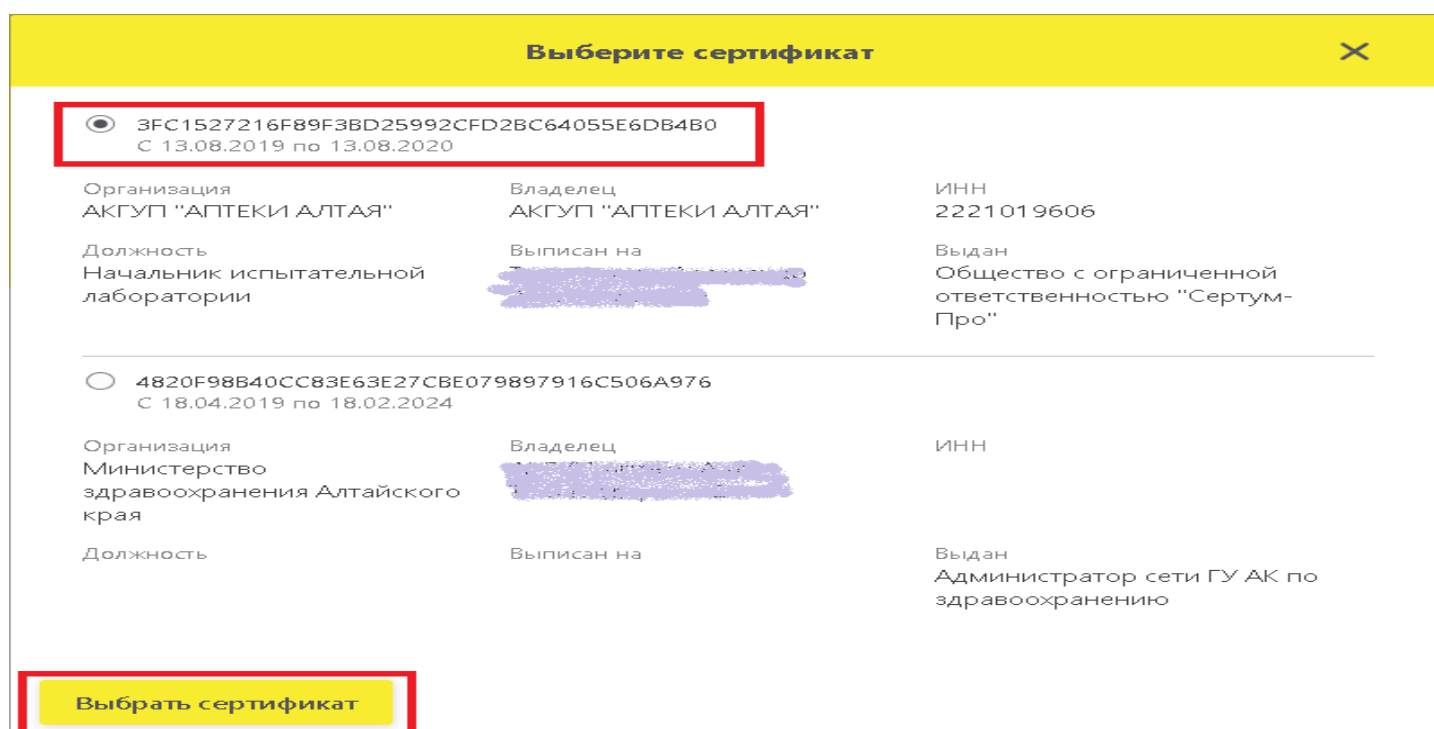 Выберите сертификат
3FC1527216F89F3BD25992CFD2BC64055E6DB4B0
С 13.08.2019 по 13.08.2020
Организация
АКГУП "АПТЕКИ АЛТАЯ"
Владелец
АКГУП "АПТЕКИ АЛТАЯ"
ИНН
2221019606
Должность
Начальник испытательной
лаборатории
Выписан на
Выдан
Общество с ограниченной
ответственностью "Сертум-
Про"
4820F98B40CC83E63E27CBE079897916C506A976
С 18.04.2019 по 18.02.2024
Организация
Министерство
здравоохранения Алтайского
края
Владелец
ИНН
Должность
Выписан на
Выдан
Администратор сети ГУ АК по
здравоохранению
Выбрать сертификат